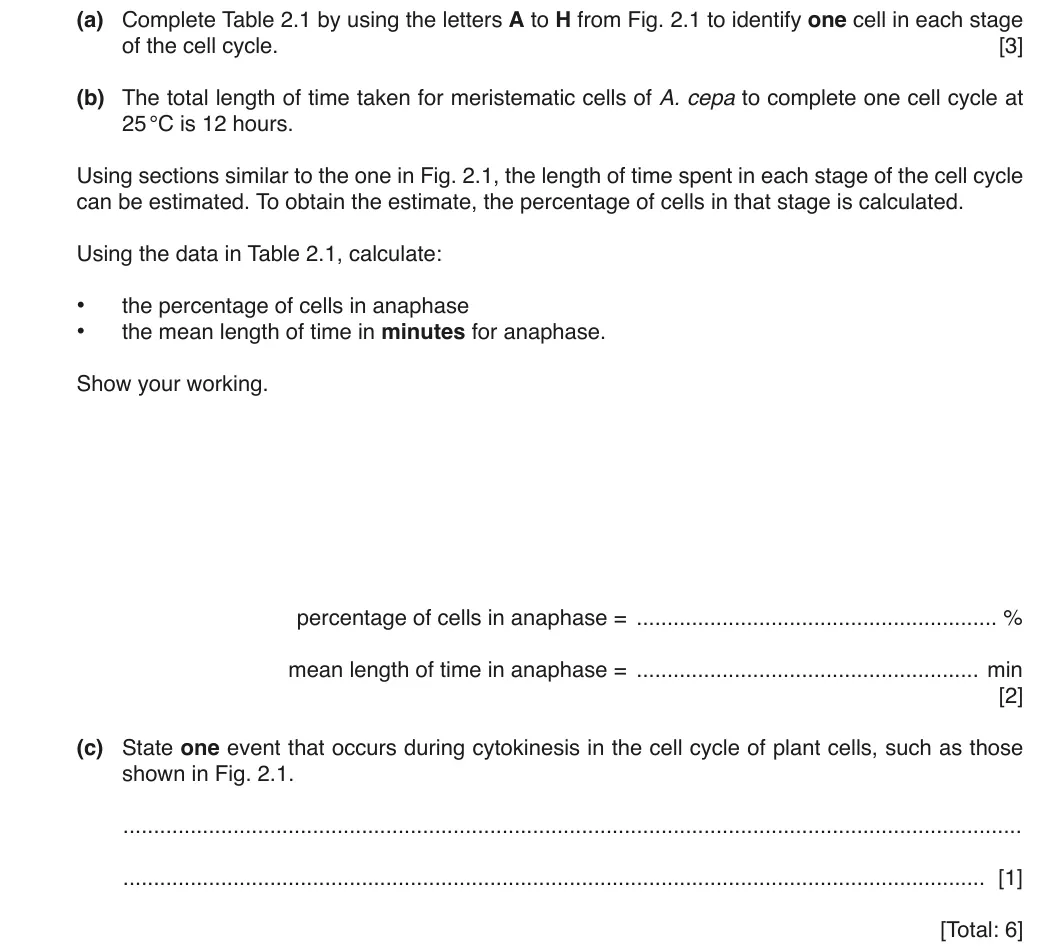 (a) Complete Table 2.1 by using the letters A to H from Fig. 2.1 to identify one cell in each stage
of the cell cycle. [3]
(b) The total length of time taken for meristematic cells of A. cepa to complete one cell cycle at
25 °C is 12 hours.
Using sections similar to the one in Fig. 2.1, the length of time spent in each stage of the cell cycle
can be estimated. To obtain the estimate, the percentage of cells in that stage is calculated.
Using the data in Table 2.1, calculate:
• the percentage of cells in anaphase
• the mean length of time in minutes for anaphase.
Show your working.
percentage of cells in anaphase = ........................................................... %
mean length of time in anaphase = ........................................................ min
[2]
(c) State one event that occurs during cytokinesis in the cell cycle of plant cells, such as those
shown in Fig. 2.1.
...................................................................................................................................................
............................................................................................................................................. [1]
[Total: 6]